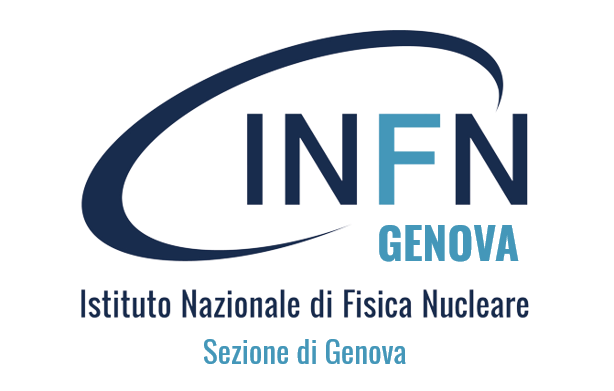 INFN
GENOVA
Istituto Nazionale di Fisica Nucleare
Sezione di Genova